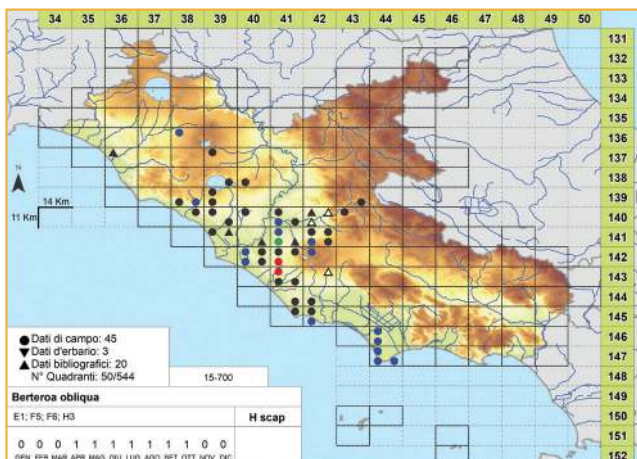 34 35 36 37 38 39 40 41 42 43 44 45 46 47 48 49 50
131
132
133
134
135
136
137
138
139
140
141
142
143
144
145
146
147
148
149
150
151
152
N
14 Km
11 Km
Dati di campo: 45
Dati d'erbario: 3
Dati bibliografici: 20
N° Quadranti: 50/544
15-700
Berteroa obliqua
E1; F5; F6; H3
H scap
0 0 0 1 1 1 1 1 1 1 0 0
GEN FEB MAR APR MAG GIU LUG AGO SET OTT NOV DIC